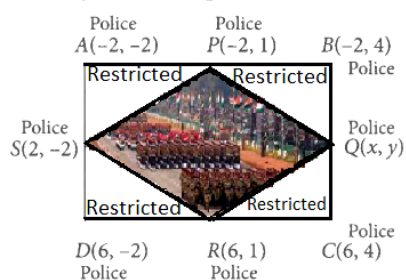 Police Police
A(−2, −2) P(−2, 1) B(−2, 4)
Restricted Restricted Police
Police Police
S(2, −2) Q(x, y)
Restricted Restricted
Police
D(6, −2) R(6, 1) C(6, 4)
Police Police